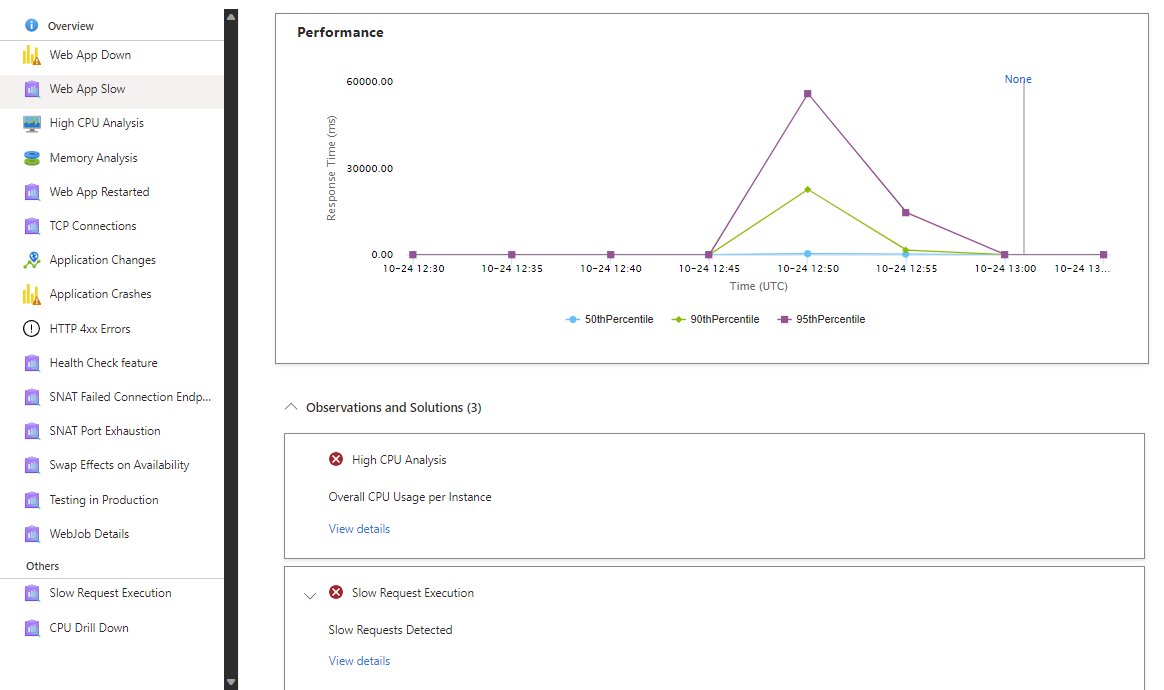 Overview
Web App Down
Web App Slow
High CPU Analysis
Memory Analysis
Web App Restarted
TCP Connections
Application Changes
Application Crashes
HTTP 4xx Errors
Health Check feature
SNAT Failed Connection Endp...
SNAT Port Exhaustion
Swap Effects on Availability
Testing in Production
WebJob Details
Others
Slow Request Execution
CPU Drill Down
Performance
None
60000.00
30000.00
0.00
Response Time (ms)
10-24 12:30 10-24 12:35 10-24 12:40 10-24 12:45 10-24 12:50 10-24 12:55 10-24 13:00 10-24 13...
Time (UTC)
50thPercentile 90thPercentile 95thPercentile
Observations and Solutions (3)
High CPU Analysis
Overall CPU Usage per Instance
View details
Slow Request Execution
Slow Requests Detected
View details